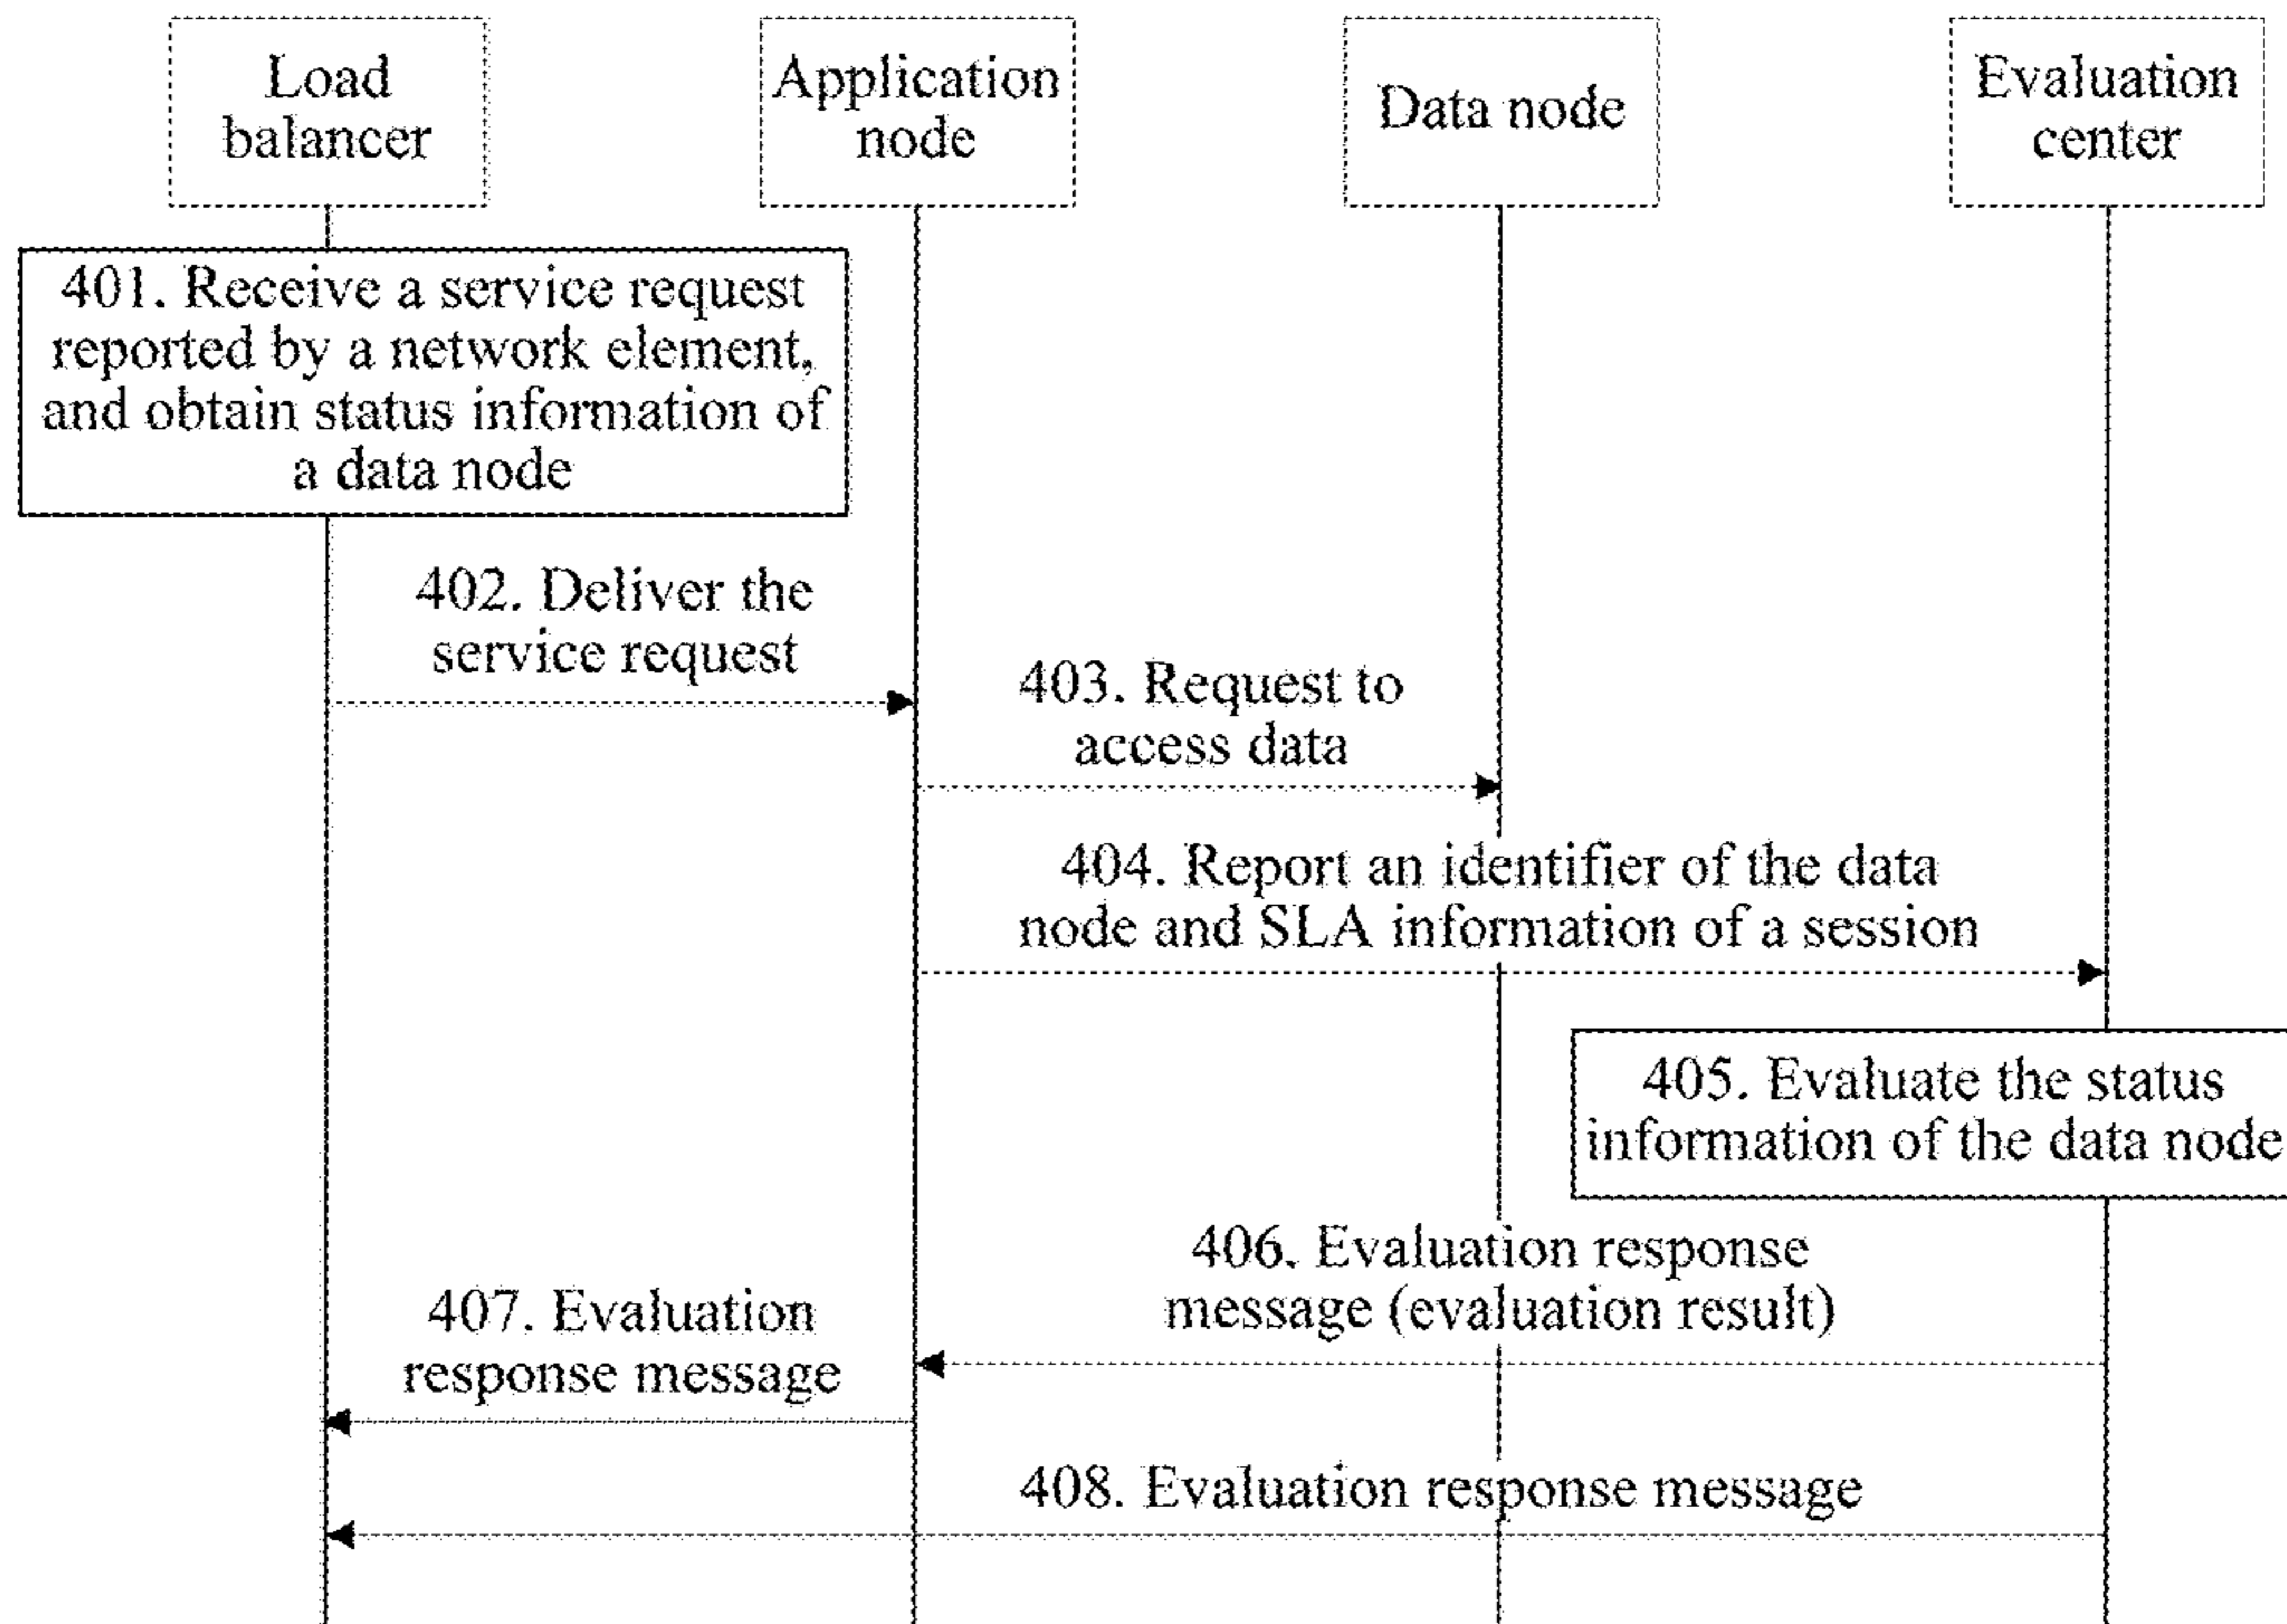 Load
balancer
Application
node
Data node
Evaluation
center
401. Receive a service request
reported by a network element,
and obtain status information of
a data node
402. Deliver the
service request
403. Request to
access data
404. Report an identifier of the data
node and SLA information of a session
405. Evaluate the status
information of the data node
406. Evaluation response
message (evaluation result)
407. Evaluation
response message
408. Evaluation response message